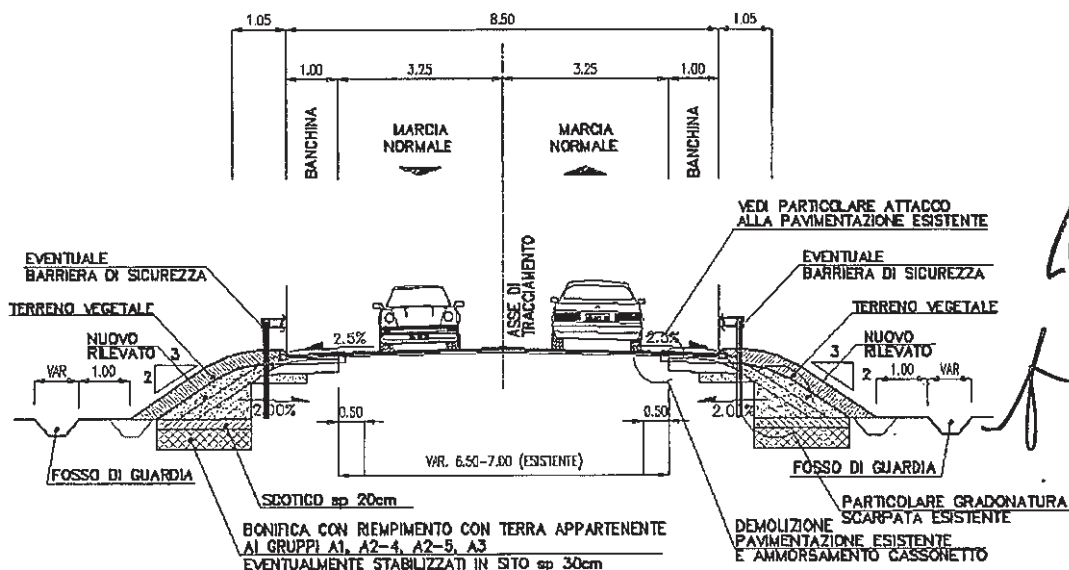 1.05
8.50
1.05
1.00
3.25
3.25
1.00
BANCHINA
MARCIA
NORMALE
MARCIA
NORMALE
BANCHINA
VEDI PARTICOLARE ATTACCO
ALLA PAVIMENTAZIONE ESISTENTE
ASSE DI
TRACCIAMENTO
EVENTUALE
BARRIERA DI SICUREZZA
EVENTUALE
BARRIERA DI SICUREZZA
TERRENO VEGETALE
TERRENO VEGETALE
NUOVO
RILEVATO
NUOVO
RILEVATO
3
2
3
2
2.5%
2.5%
VAR
1.00
1.00
VAR
2.00%
2.00%
0.50
0.50
VAR. 6.50-7.00 (ESISTENTE)
FOSSO DI GUARDIA
FOSSO DI GUARDIA
SCOTICO sp 20cm
PARTICOLARE GRADONATURA
SCARPATA ESISTENTE
BONIFICA CON RIEMPIMENTO CON TERRA APPARTENENTE
AI GRUPPI A1, A2-4, A2-5, A3
EVENTUALMENTE STABILIZZATI IN SITO sp 30cm
DEMOLIZIONE
PAVIMENTAZIONE ESISTENTE
E AMMORSAMENTO CASSONETTO